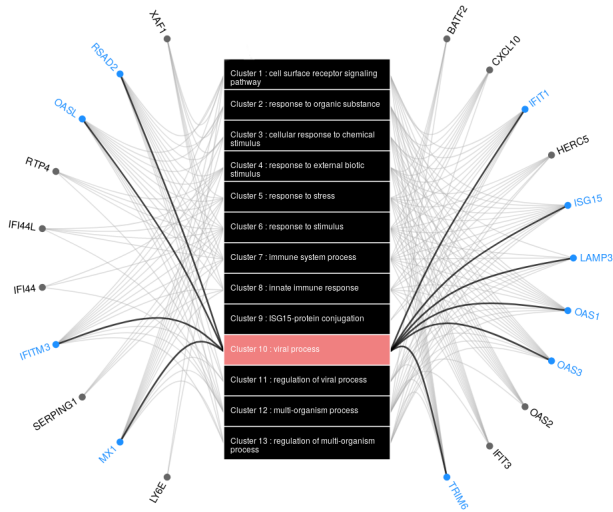 XAF1
RSAD2
OASL
RTP4
IFI44L
IFI44
IFITM3
SERPING1
MX1
LY6E
Cluster 1 : cell surface receptor signaling
pathway
Cluster 2 : response to organic substance
Cluster 3 : cellular response to chemical
stimulus
Cluster 4 : response to external biotic
stimulus
Cluster 5 : response to stress
Cluster 6 : response to stimulus
Cluster 7 : immune system process
Cluster 8 : innate immune response
Cluster 9 : ISG15-protein conjugation
Cluster 10 : viral process
Cluster 11 : regulation of viral process
Cluster 12 : multi-organism process
Cluster 13 : regulation of multi-organism
process
BATF2
CXCL10
IFIT1
HERC5
ISG15
LAMP3
OAS1
OAS3
OAS2
IFIT3
TRIM6